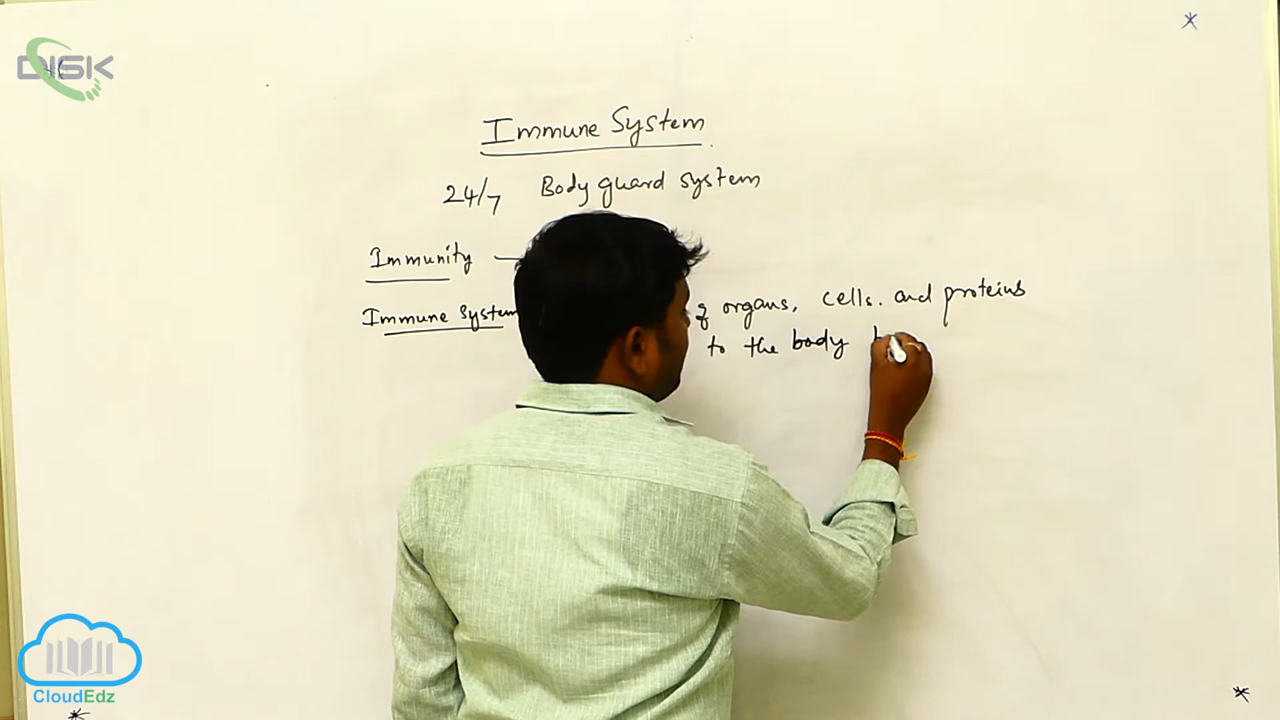 DISK
Immune System
24/7 Body guard system
Immunity —
Immune System
organs, cells. and proteins
to the body
CloudEdz